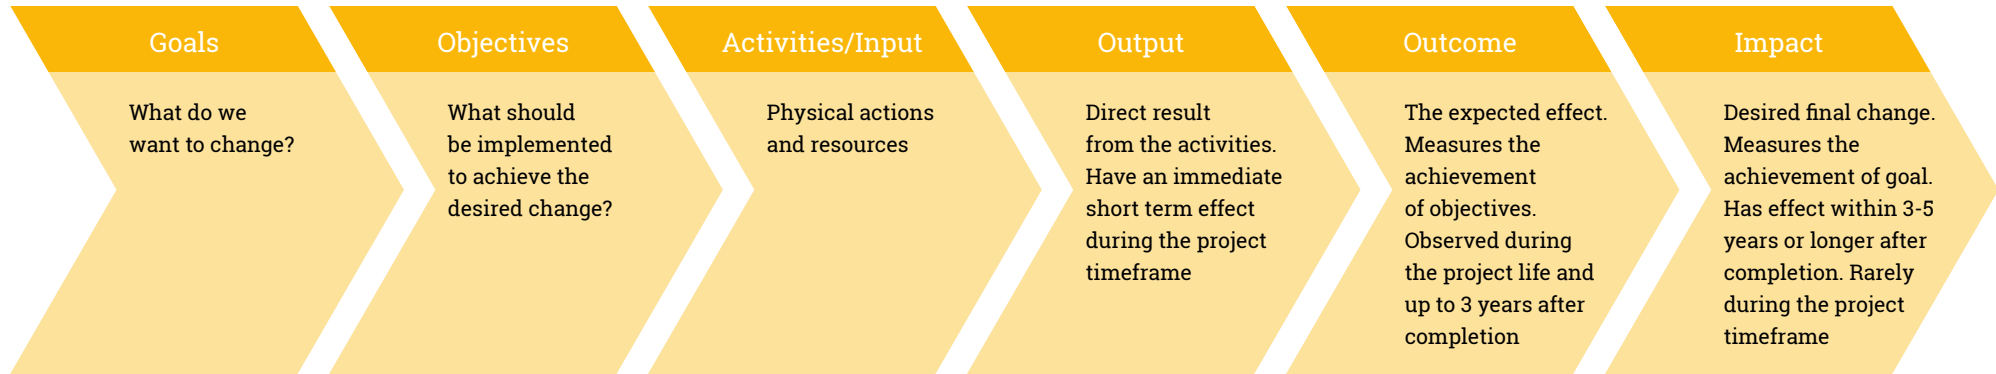 Goals
What do we
want to change?
Objectives
What should
be implemented
to achieve the
desired change?
Activities/Input
Physical actions
and resources
Output
Direct result
from the activities.
Have an immediate
short term effect
during the project
timeframe
Outcome
The expected effect.
Measures the
achievement
of objectives.
Observed during
the project life and
up to 3 years after
completion
Impact
Desired final change.
Measures the
achievement of goal.
Has effect within 3-5
years or longer after
completion. Rarely
during the project
timeframe